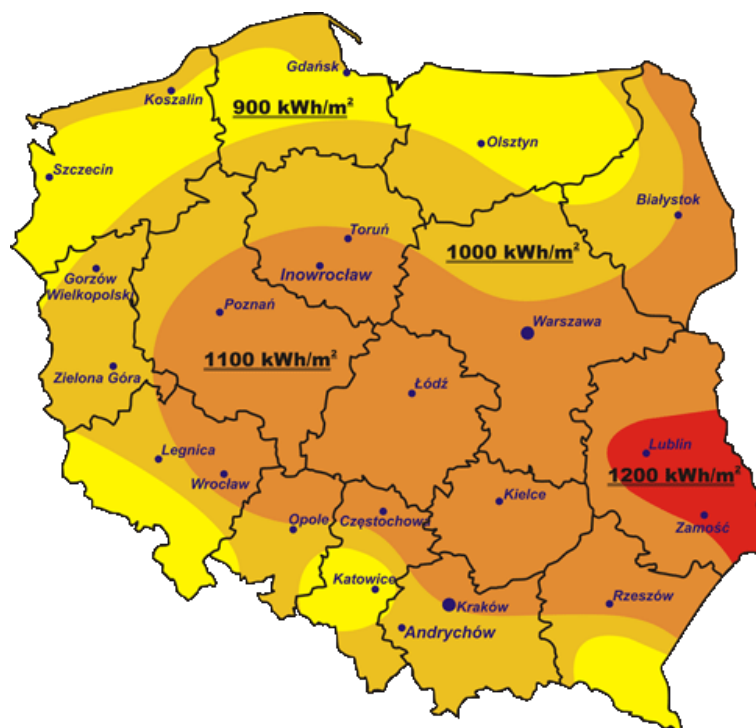 Gdańsk
Koszalin
900 kWh/m²
Olsztyn
Szczecin
Białystok
Toruń
1000 kWh/m²
Inowrocław
Gorzów
Wielkopolski
Poznań
Warszawa
1100 kWh/m²
Zielona Góra
Łódź
Legnica
Lublin
Wrocław
1200 kWh/m²
Kielce
Opole
Częstochowa
Zamość
Katowice
Kraków
Rzeszów
Andrychów